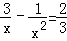 3/x - 1/x² = 2/3